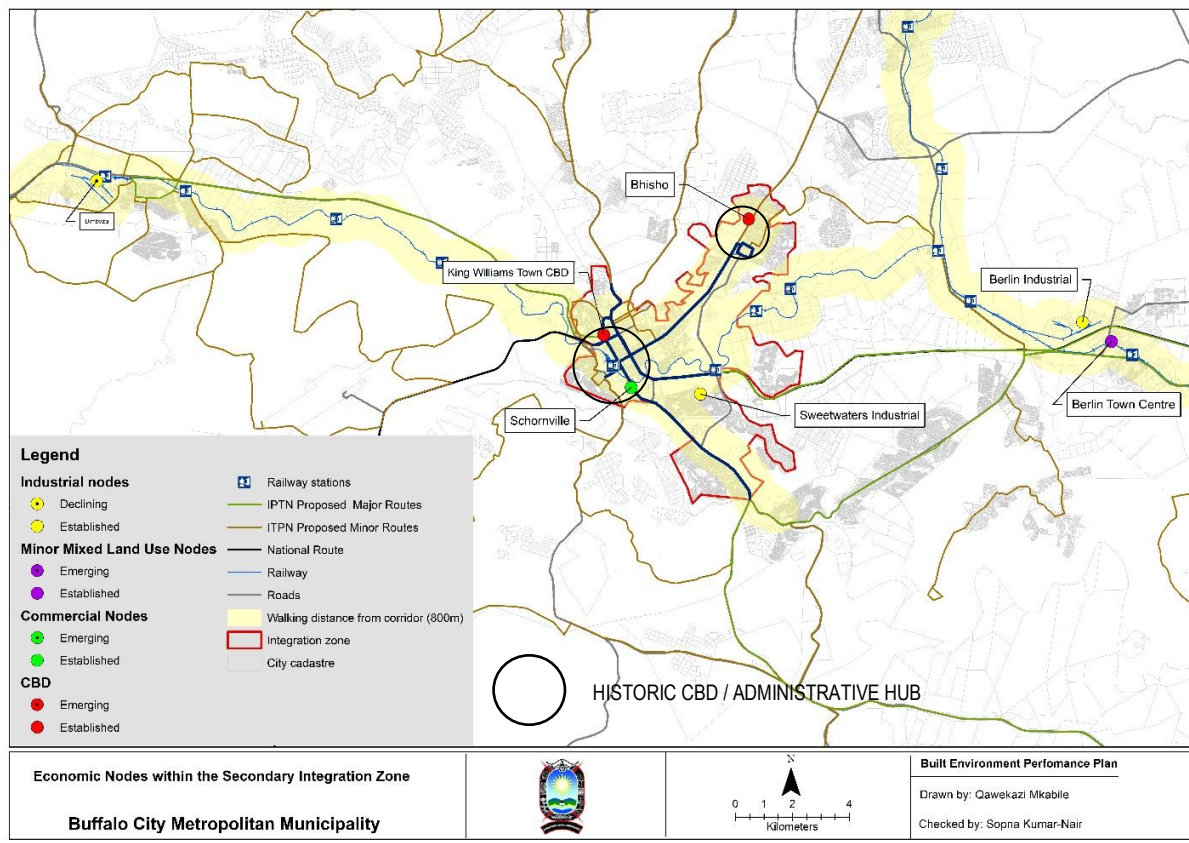 Bhisho
Dimbaza
King Williams Town CBD
Berlin Industrial
Schornville
Sweetwaters Industrial
Berlin Town Centre
Legend
Industrial nodes
Declining
Established
Minor Mixed Land Use Nodes
Emerging
Established
Commercial Nodes
Emerging
Established
CBD
Emerging
Established
Railway stations
IPTN Proposed Major Routes
ITPN Proposed Minor Routes
National Route
Railway
Roads
Walking distance from corridor (800m)
Integration zone
City cadastre
HISTORIC CBD / ADMINISTRATIVE HUB
Economic Nodes within the Secondary Integration Zone
Buffalo City Metropolitan Municipality
N
0 1 2 4
Kilometers
Built Environment Perfomance Plan
Drawn by: Qawekazi Mkabile
Checked by: Sopna Kumar-Nair